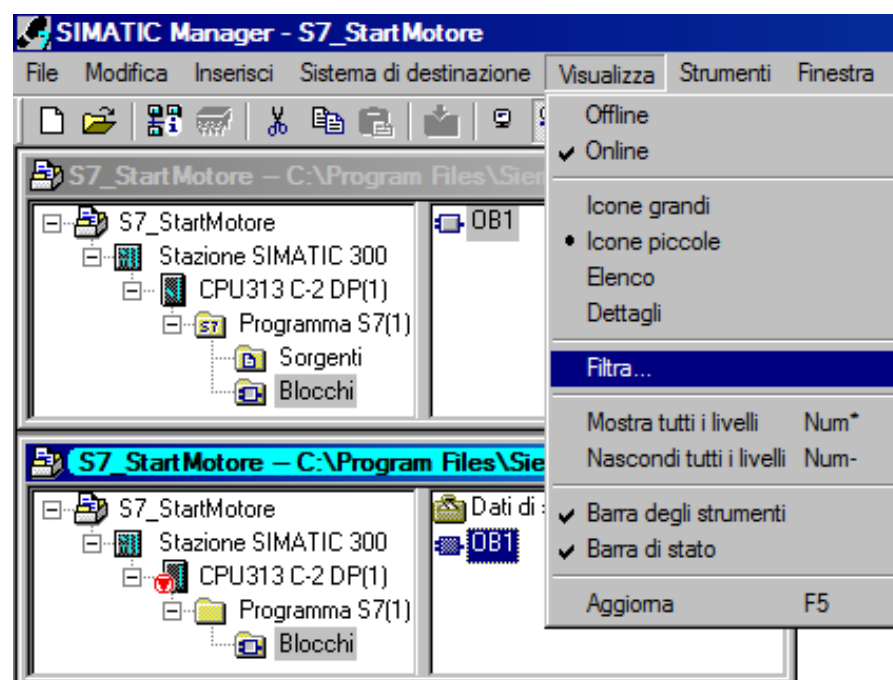 SIMATIC Manager - S7_StartMotore
File Modifica Inserisci Sistema di destinazione Visualizza Strumenti Finestra
Offline
Online
Icone grandi
Icone piccole
Elenco
Dettagli
Filtra...
Mostra tutti i livelli Num*
Nascondi tutti i livelli Num-
Barra degli strumenti
Barra di stato
Aggiorna F5
S7_StartMotore – C:\Program Files\Sie
S7_StartMotore
Stazione SIMATIC 300
CPU313 C-2 DP(1)
Programma S7(1)
Sorgenti
Blocchi
OB1
S7_StartMotore – C:\Program Files\Sie
S7_StartMotore
Stazione SIMATIC 300
CPU313 C-2 DP(1)
Programma S7(1)
Blocchi
Dati di
OB1